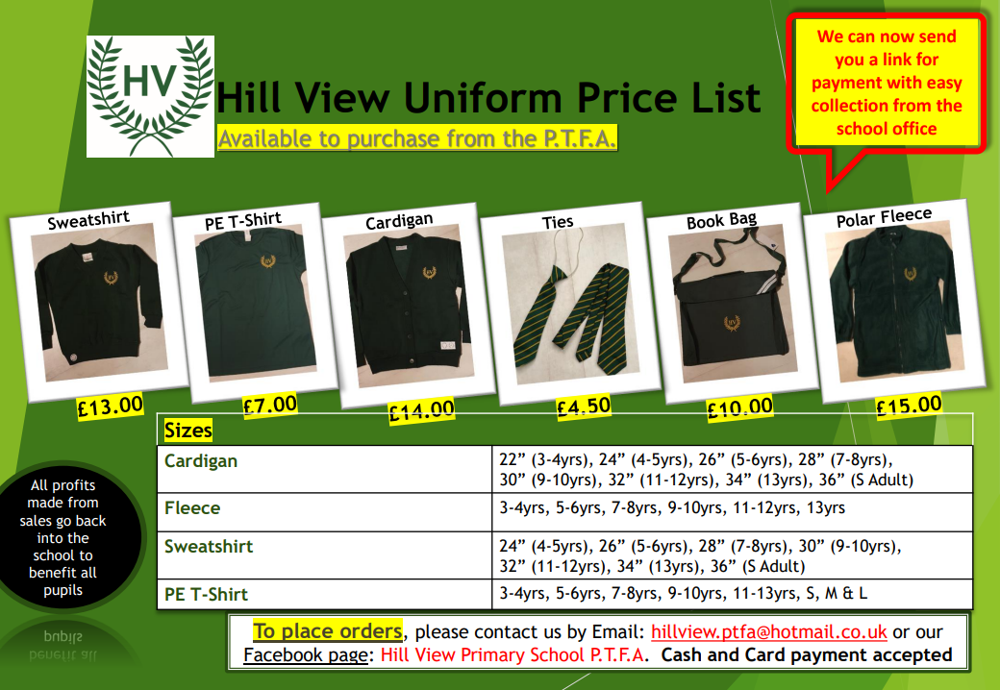 HV
Hill View Uniform Price List
Available to purchase from the P.T.F.A.
We can now send
you a link for
payment with easy
collection from the
school office
Sweatshirt
PE T-Shirt
Cardigan
Ties
Book Bag
Polar Fleece
HV
HV
HV
HV
HV
£13.00
£7.00
£14.00
£4.50
£10.00
£15.00
Sizes
Cardigan
22” (3-4yrs), 24” (4-5yrs), 26” (5-6yrs), 28” (7-8yrs),
30” (9-10yrs), 32” (11-12yrs), 34” (13yrs), 36” (S Adult)
Fleece
3-4yrs, 5-6yrs, 7-8yrs, 9-10yrs, 11-12yrs, 13yrs
Sweatshirt
24” (4-5yrs), 26” (5-6yrs), 28” (7-8yrs), 30” (9-10yrs),
32” (11-12yrs), 34” (13yrs), 36” (S Adult)
PE T-Shirt
3-4yrs, 5-6yrs, 7-8yrs, 9-10yrs, 11-13yrs, S, M & L
All profits
made from
sales go back
into the
school to
benefit all
pupils
To place orders, please contact us by Email: hillview.ptfa@hotmail.co.uk or our
Facebook page: Hill View Primary School P.T.F.A. Cash and Card payment accepted